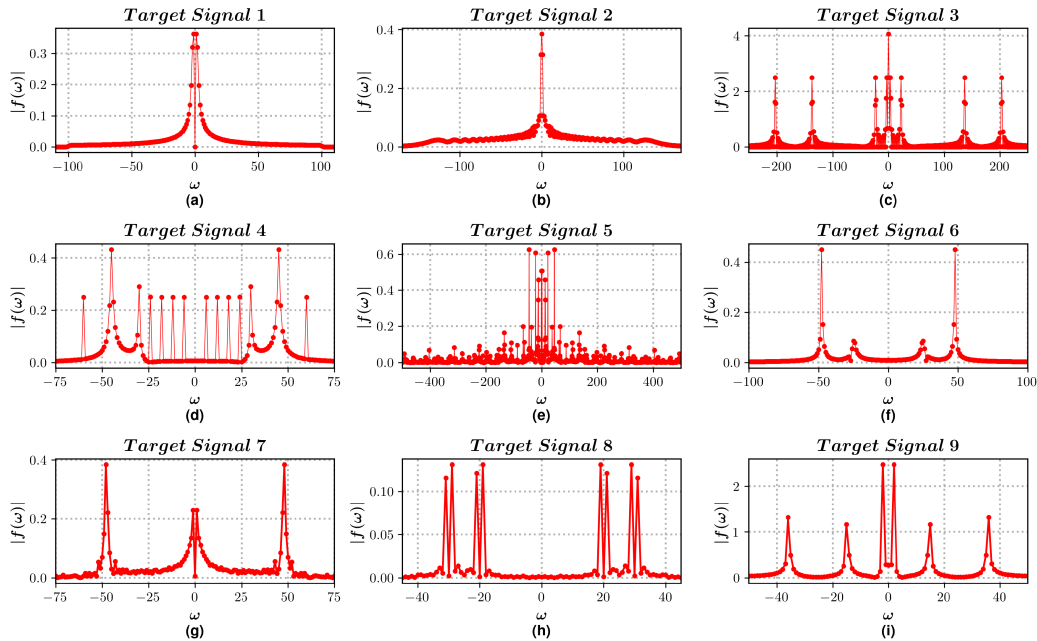 Target Signal 1
|f(ω)|
0.3
0.2
0.1
0.0
−100 −50 0 50 100
ω
(a)
Target Signal 2
|f(ω)|
0.4
0.2
0.0
−100 0 100
ω
(b)
Target Signal 3
|f(ω)|
4
2
0
−200 0 200
ω
(c)
Target Signal 4
|f(ω)|
0.4
0.2
0.0
−75 −50 −25 0 25 50 75
ω
(d)
Target Signal 5
|f(ω)|
0.6
0.4
0.2
0.0
−400 −200 0 200 400
ω
(e)
Target Signal 6
|f(ω)|
0.4
0.2
0.0
−100 −50 0 50 100
ω
(f)
Target Signal 7
|f(ω)|
0.4
0.2
0.0
−75 −50 −25 0 25 50 75
ω
(g)
Target Signal 8
|f(ω)|
0.10
0.05
0.00
−40 −20 0 20 40
ω
(h)
Target Signal 9
|f(ω)|
2
1
0
−40 −20 0 20 40
ω
(i)